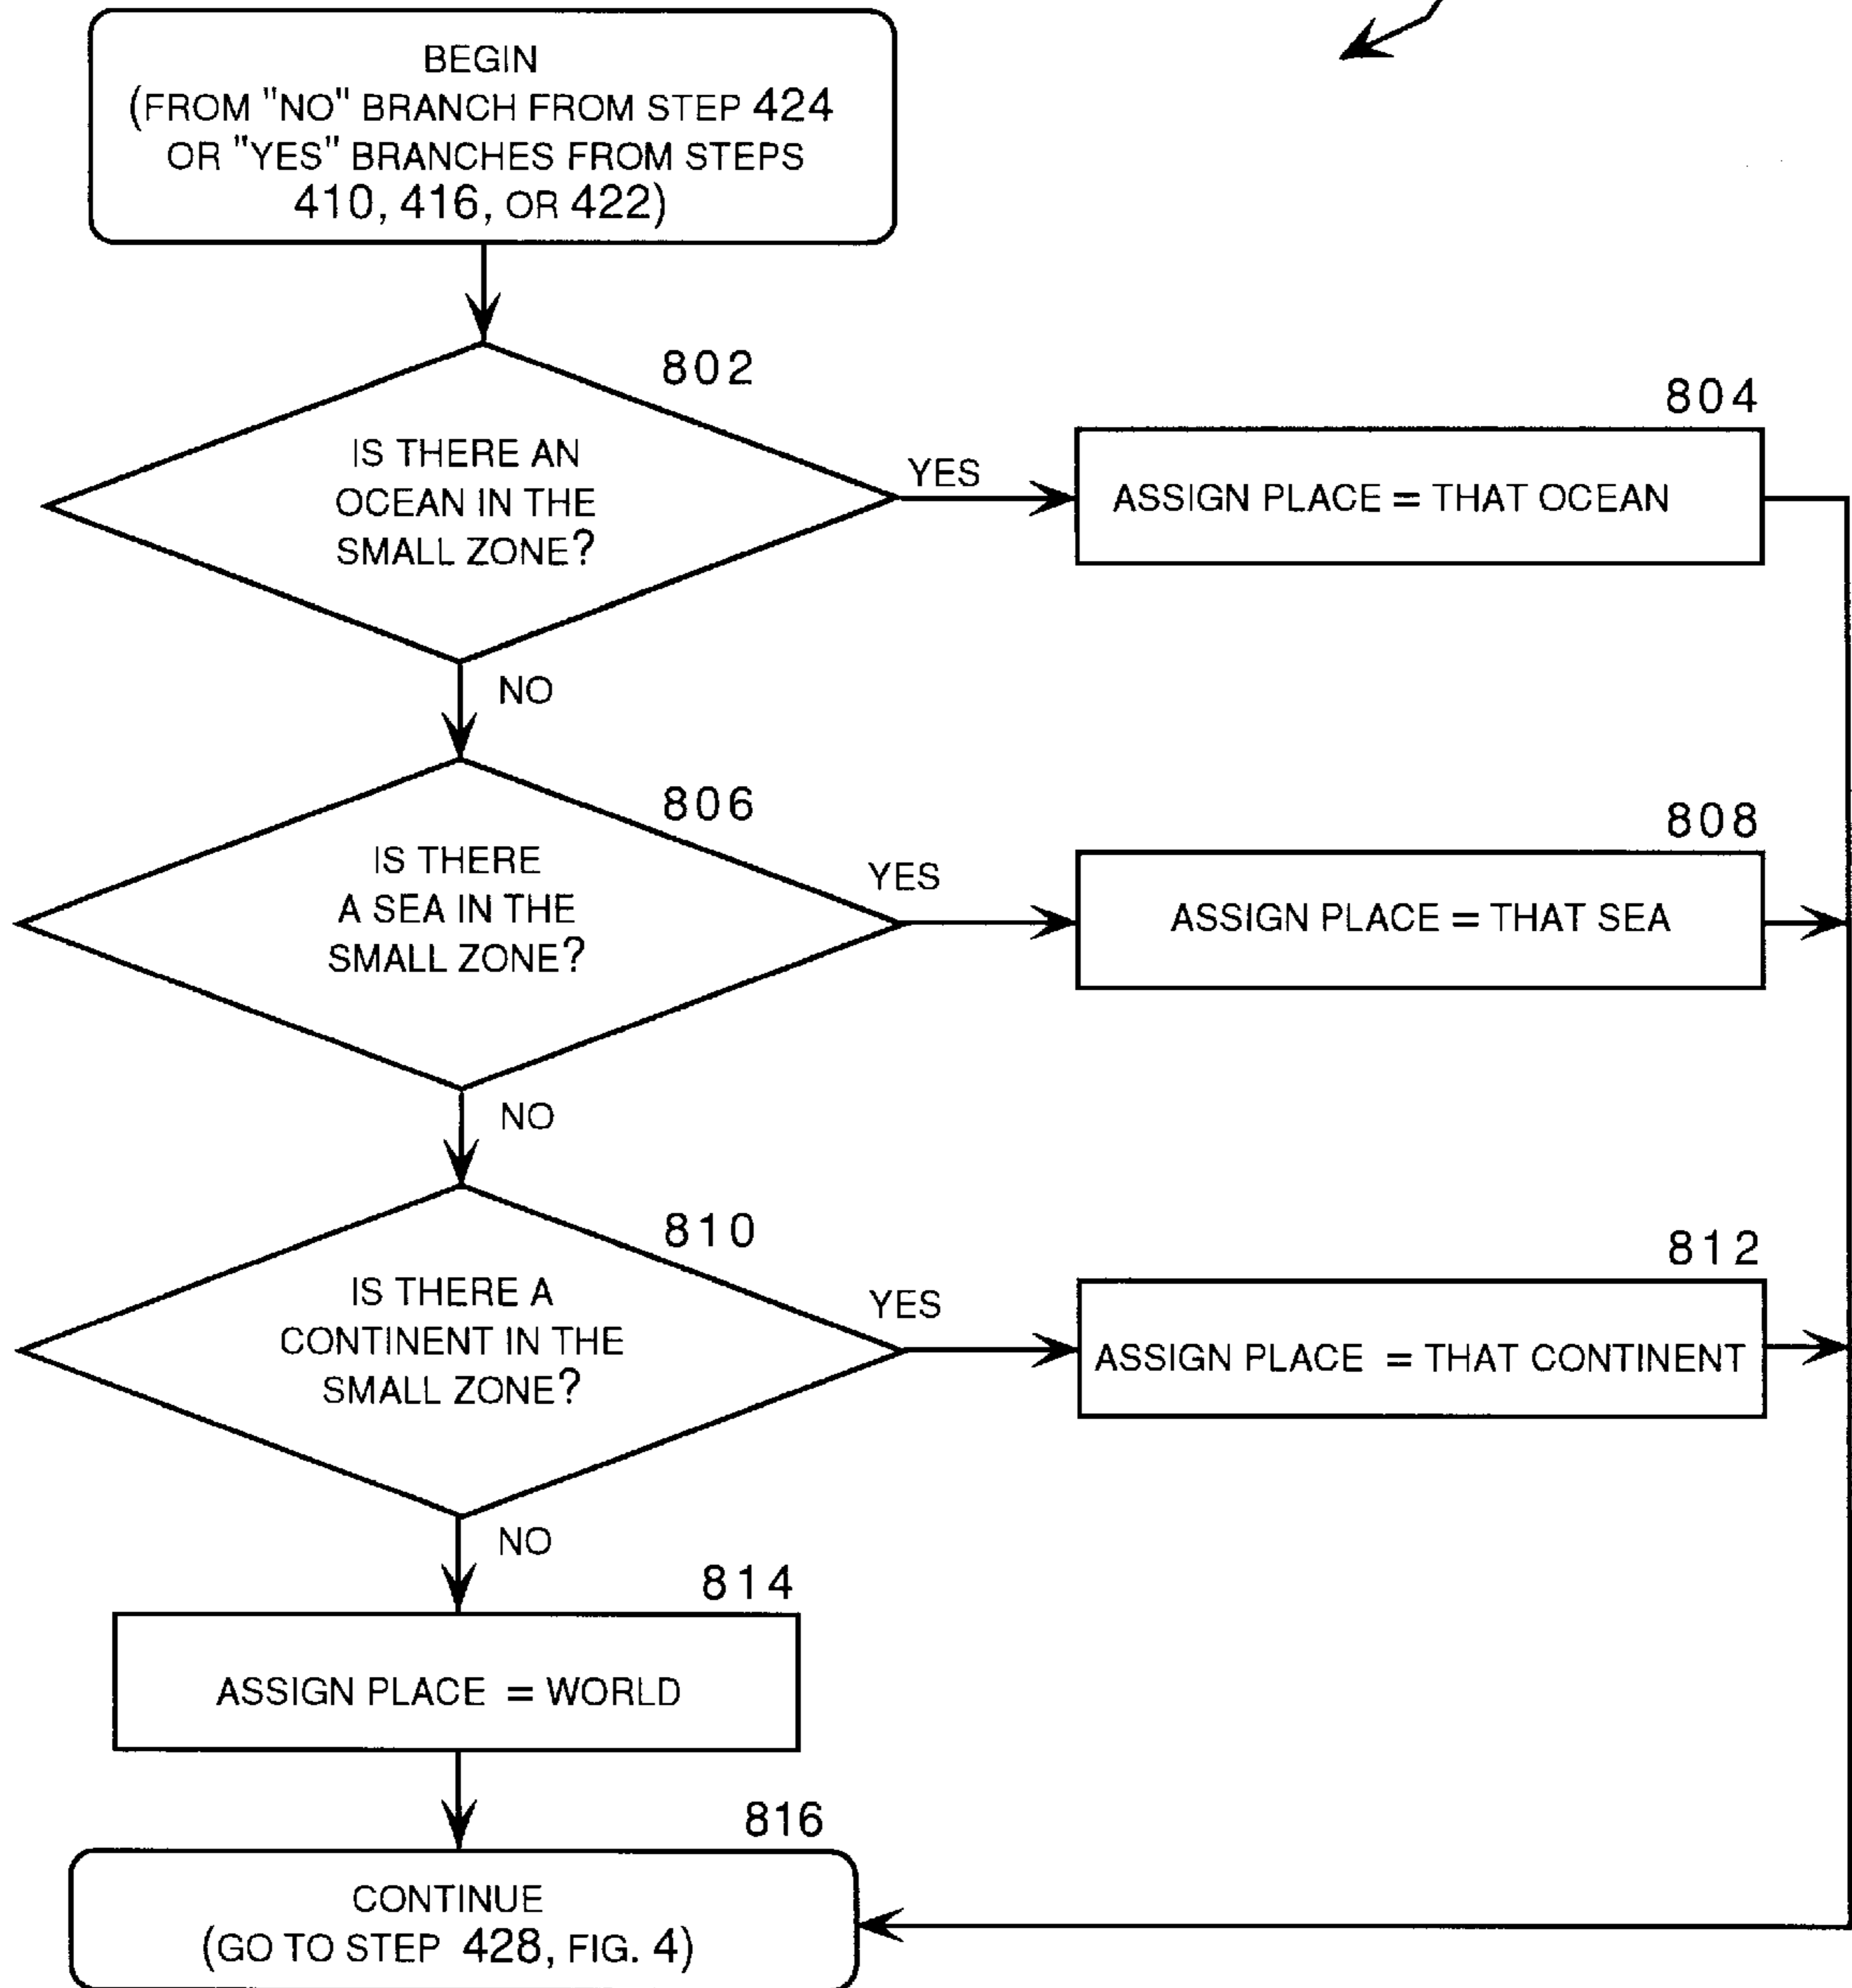 BEGIN
(FROM "NO" BRANCH FROM STEP 424
OR "YES" BRANCHES FROM STEPS
410, 416, OR 422)
802
IS THERE AN
OCEAN IN THE
SMALL ZONE?
YES
804
ASSIGN PLACE = THAT OCEAN
NO
806
IS THERE
A SEA IN THE
SMALL ZONE?
YES
808
ASSIGN PLACE = THAT SEA
NO
810
IS THERE A
CONTINENT IN THE
SMALL ZONE?
YES
812
ASSIGN PLACE = THAT CONTINENT
NO
814
ASSIGN PLACE = WORLD
816
CONTINUE
(GO TO STEP 428, FIG. 4)